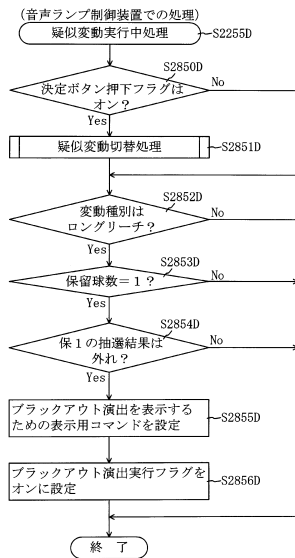 (音声ランプ制御装置での処理)
疑似変動実行中処理
S2255D
S2850D
決定ボタン押下フラグは
オン？
No
Yes
疑似変動切替処理
S2851D
S2852D
変動種別は
ロングリーチ？
No
Yes
S2853D
保留球数＝1？
No
Yes
S2854D
保1の抽選結果は
外れ？
No
Yes
ブラックアウト演出を表示する
ための表示用コマンドを設定
S2855D
ブラックアウト演出実行フラグを
オンに設定
S2856D
終 了